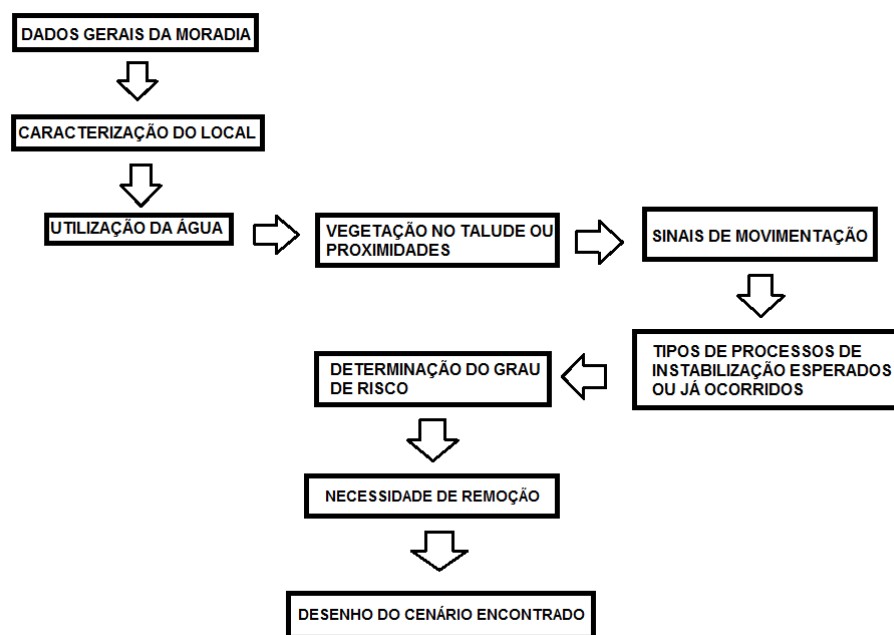 DADOS GERAIS DA MORADIA
CARACTERIZAÇÃO DO LOCAL
UTILIZAÇÃO DA ÁGUA
VEGETAÇÃO NO TALUDE OU
PROXIMIDADES
SINAIS DE MOVIMENTAÇÃO
TIPOS DE PROCESSOS DE
INSTABILIZAÇÃO ESPERADOS
OU JÁ OCORRIDOS
DETERMINAÇÃO DO GRAU
DE RISCO
NECESSIDADE DE REMOÇÃO
DESENHO DO CENÁRIO ENCONTRADO